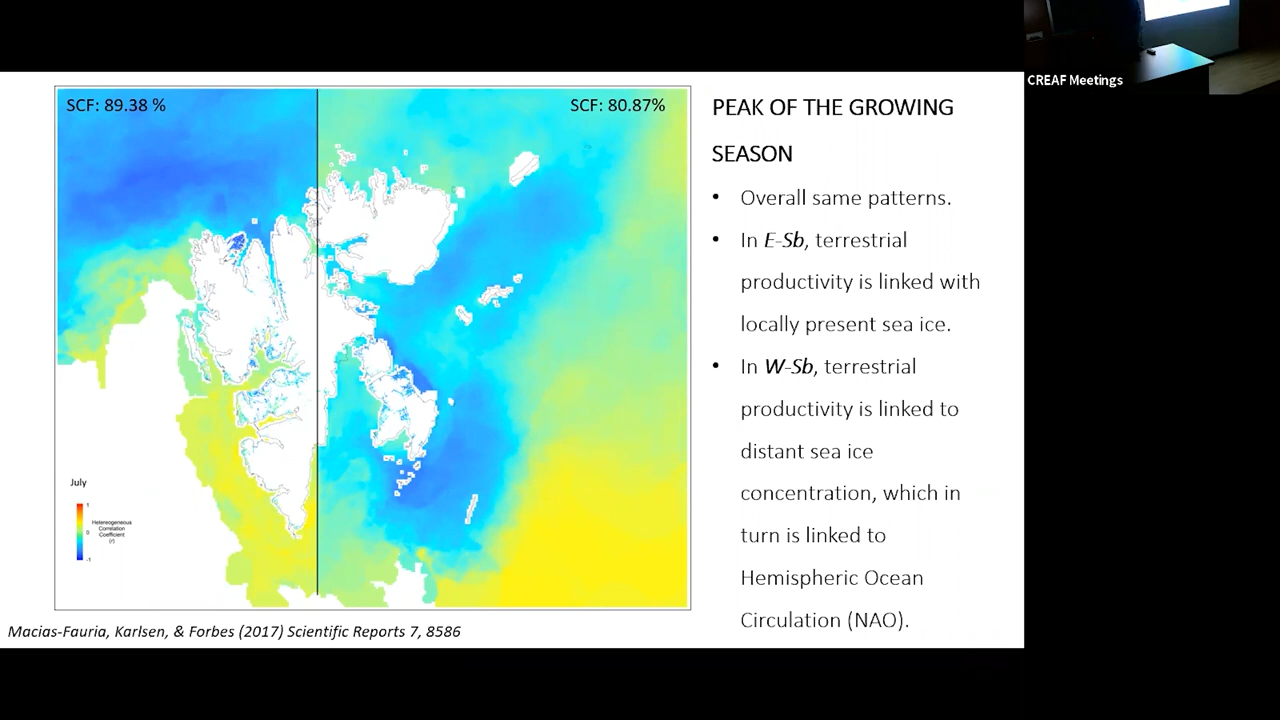 SCF: 89.38 %
SCF: 80.87%
July
1
0
-1
Hetereogeneous
Correlation
Coefficient
(r)
Macias-Fauria, Karlsen, & Forbes (2017) Scientific Reports 7, 8586
PEAK OF THE GROWING
SEASON
• Overall same patterns.
• In E-Sb, terrestrial
productivity is linked with
locally present sea ice.
• In W-Sb, terrestrial
productivity is linked to
distant sea ice
concentration, which in
turn is linked to
Hemispheric Ocean
Circulation (NAO).
CREAF Meetings